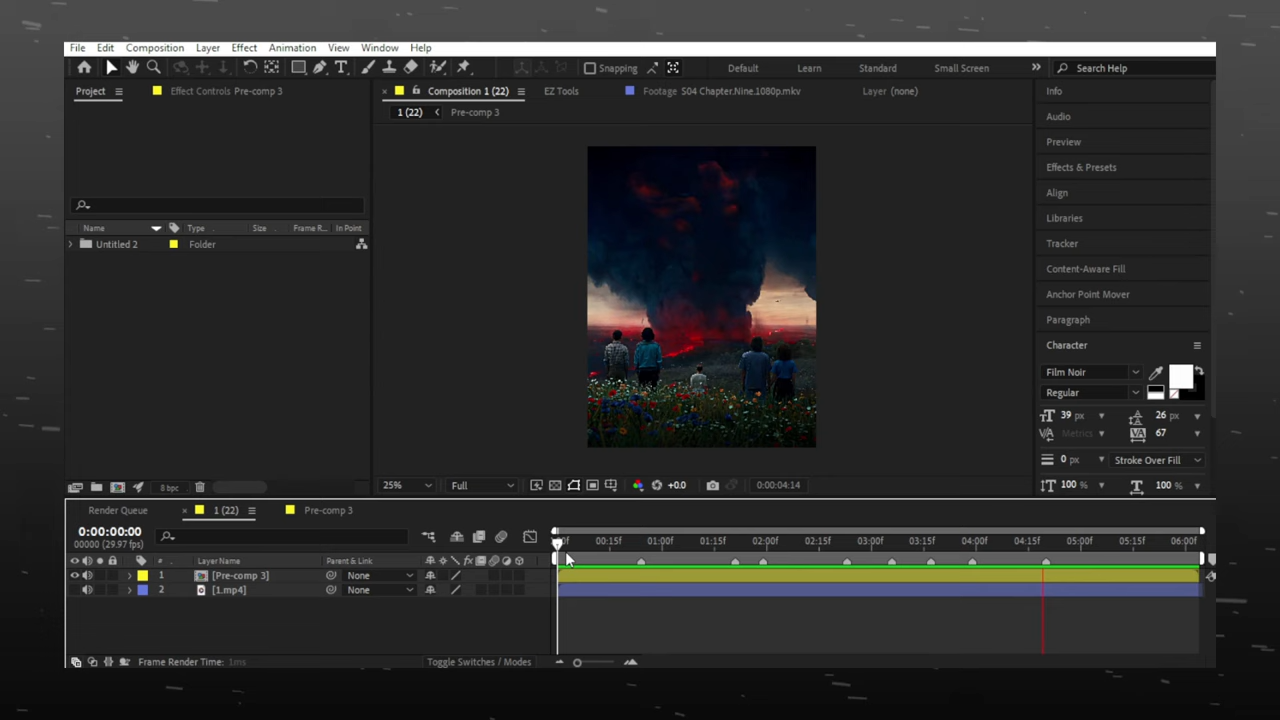 File Edit Composition Layer Effect Animation View Window Help
Snapping Default Learn Standard Small Screen Search Help
Project Effect Controls Pre-comp 3 Composition 1 (22) EZ Tools Footage S04 Chapter.Nine.1080p.mkv Layer (none) Info
1 (22) Pre-comp 3 Audio
Preview
Effects & Presets
Align
Libraries
Name Type Size Frame R... In Point
Untitled 2 Folder Tracker
Content-Aware Fill
Anchor Point Mover
Paragraph
Character
Film Noir
Regular
39 px 26 px
Metrics 67
0 px Stroke Over Fill
8 bpc 25% Full +0.0 0:00:04:14 100 % 100 %
Render Queue 1 (22) Pre-comp 3
0:00:00:00
00000 (29.97 fps) 00:15f 01:00f 01:15f 02:00f 02:15f 03:00f 03:15f 04:00f 04:15f 05:00f 05:15f 06:00f
# Layer Name Parent & Link
1 [Pre-comp 3] None
2 [1.mp4] None
Frame Render Time: 1ms Toggle Switches / Modes